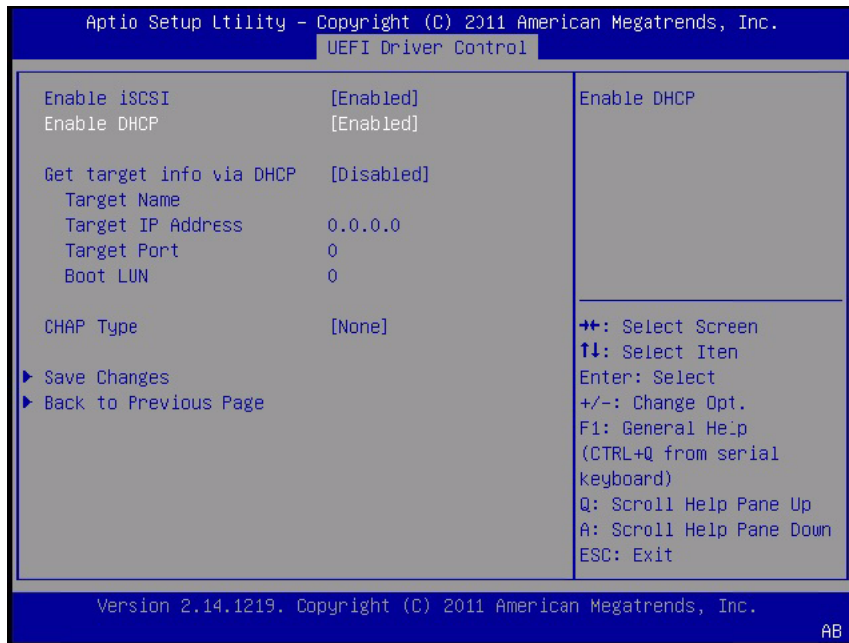 Aptio Setup Utility – Copyright (C) 2011 American Megatrends, Inc.
UEFI Driver Control
Enable iSCSI [Enabled]
Enable DHCP [Enabled]
Get target info via DHCP [Disabled]
Target Name
Target IP Address 0.0.0.0
Target Port 0
Boot LUN 0
CHAP Type [None]
▶ Save Changes
▶ Back to Previous Page
Enable DHCP
→←: Select Screen
↑↓: Select Item
Enter: Select
+/-: Change Opt.
F1: General Help
(CTRL+Q from serial
keyboard)
Q: Scroll Help Pane Up
A: Scroll Help Pane Down
ESC: Exit
Version 2.14.1219. Copyright (C) 2011 American Megatrends, Inc.
AB